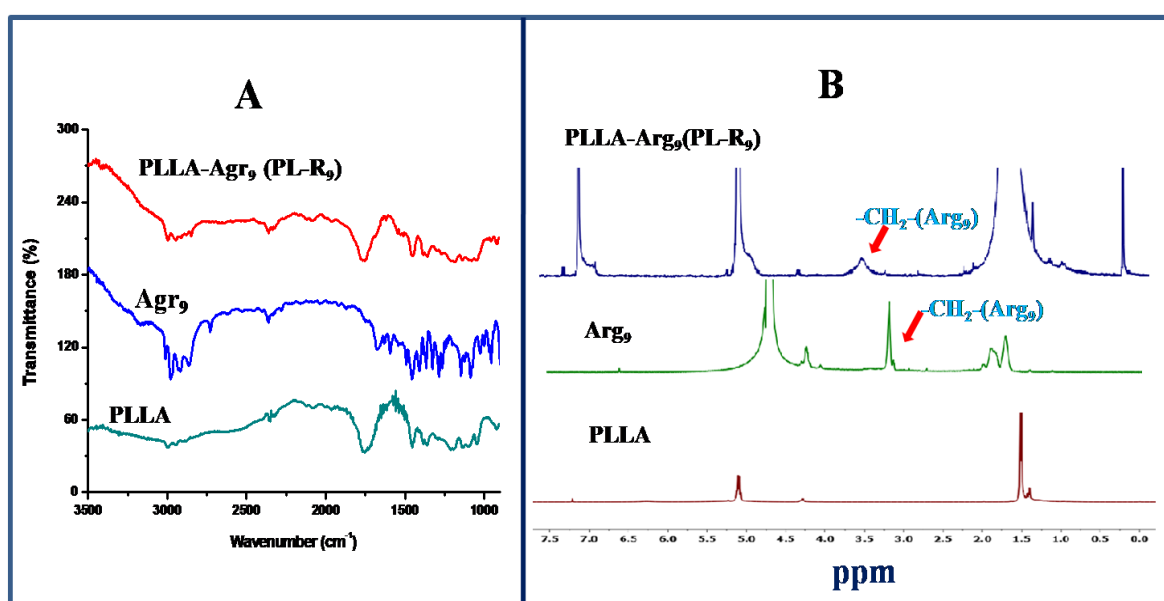 A
300
240
180
120
60
0
Transmittance (%)
PLLA-Agr₉ (PL-R₉)
Agr₉
PLLA
3500 3000 2500 2000 1500 1000
Wavenumber (cm⁻¹)
B
PLLA-Arg₉(PL-R₉)
-CH₂-(Arg₉)
-CH₂-(Arg₉)
Arg₉
PLLA
7.5 7.0 6.5 6.0 5.5 5.0 4.5 4.0 3.5 3.0 2.5 2.0 1.5 1.0 0.5 0.0
ppm